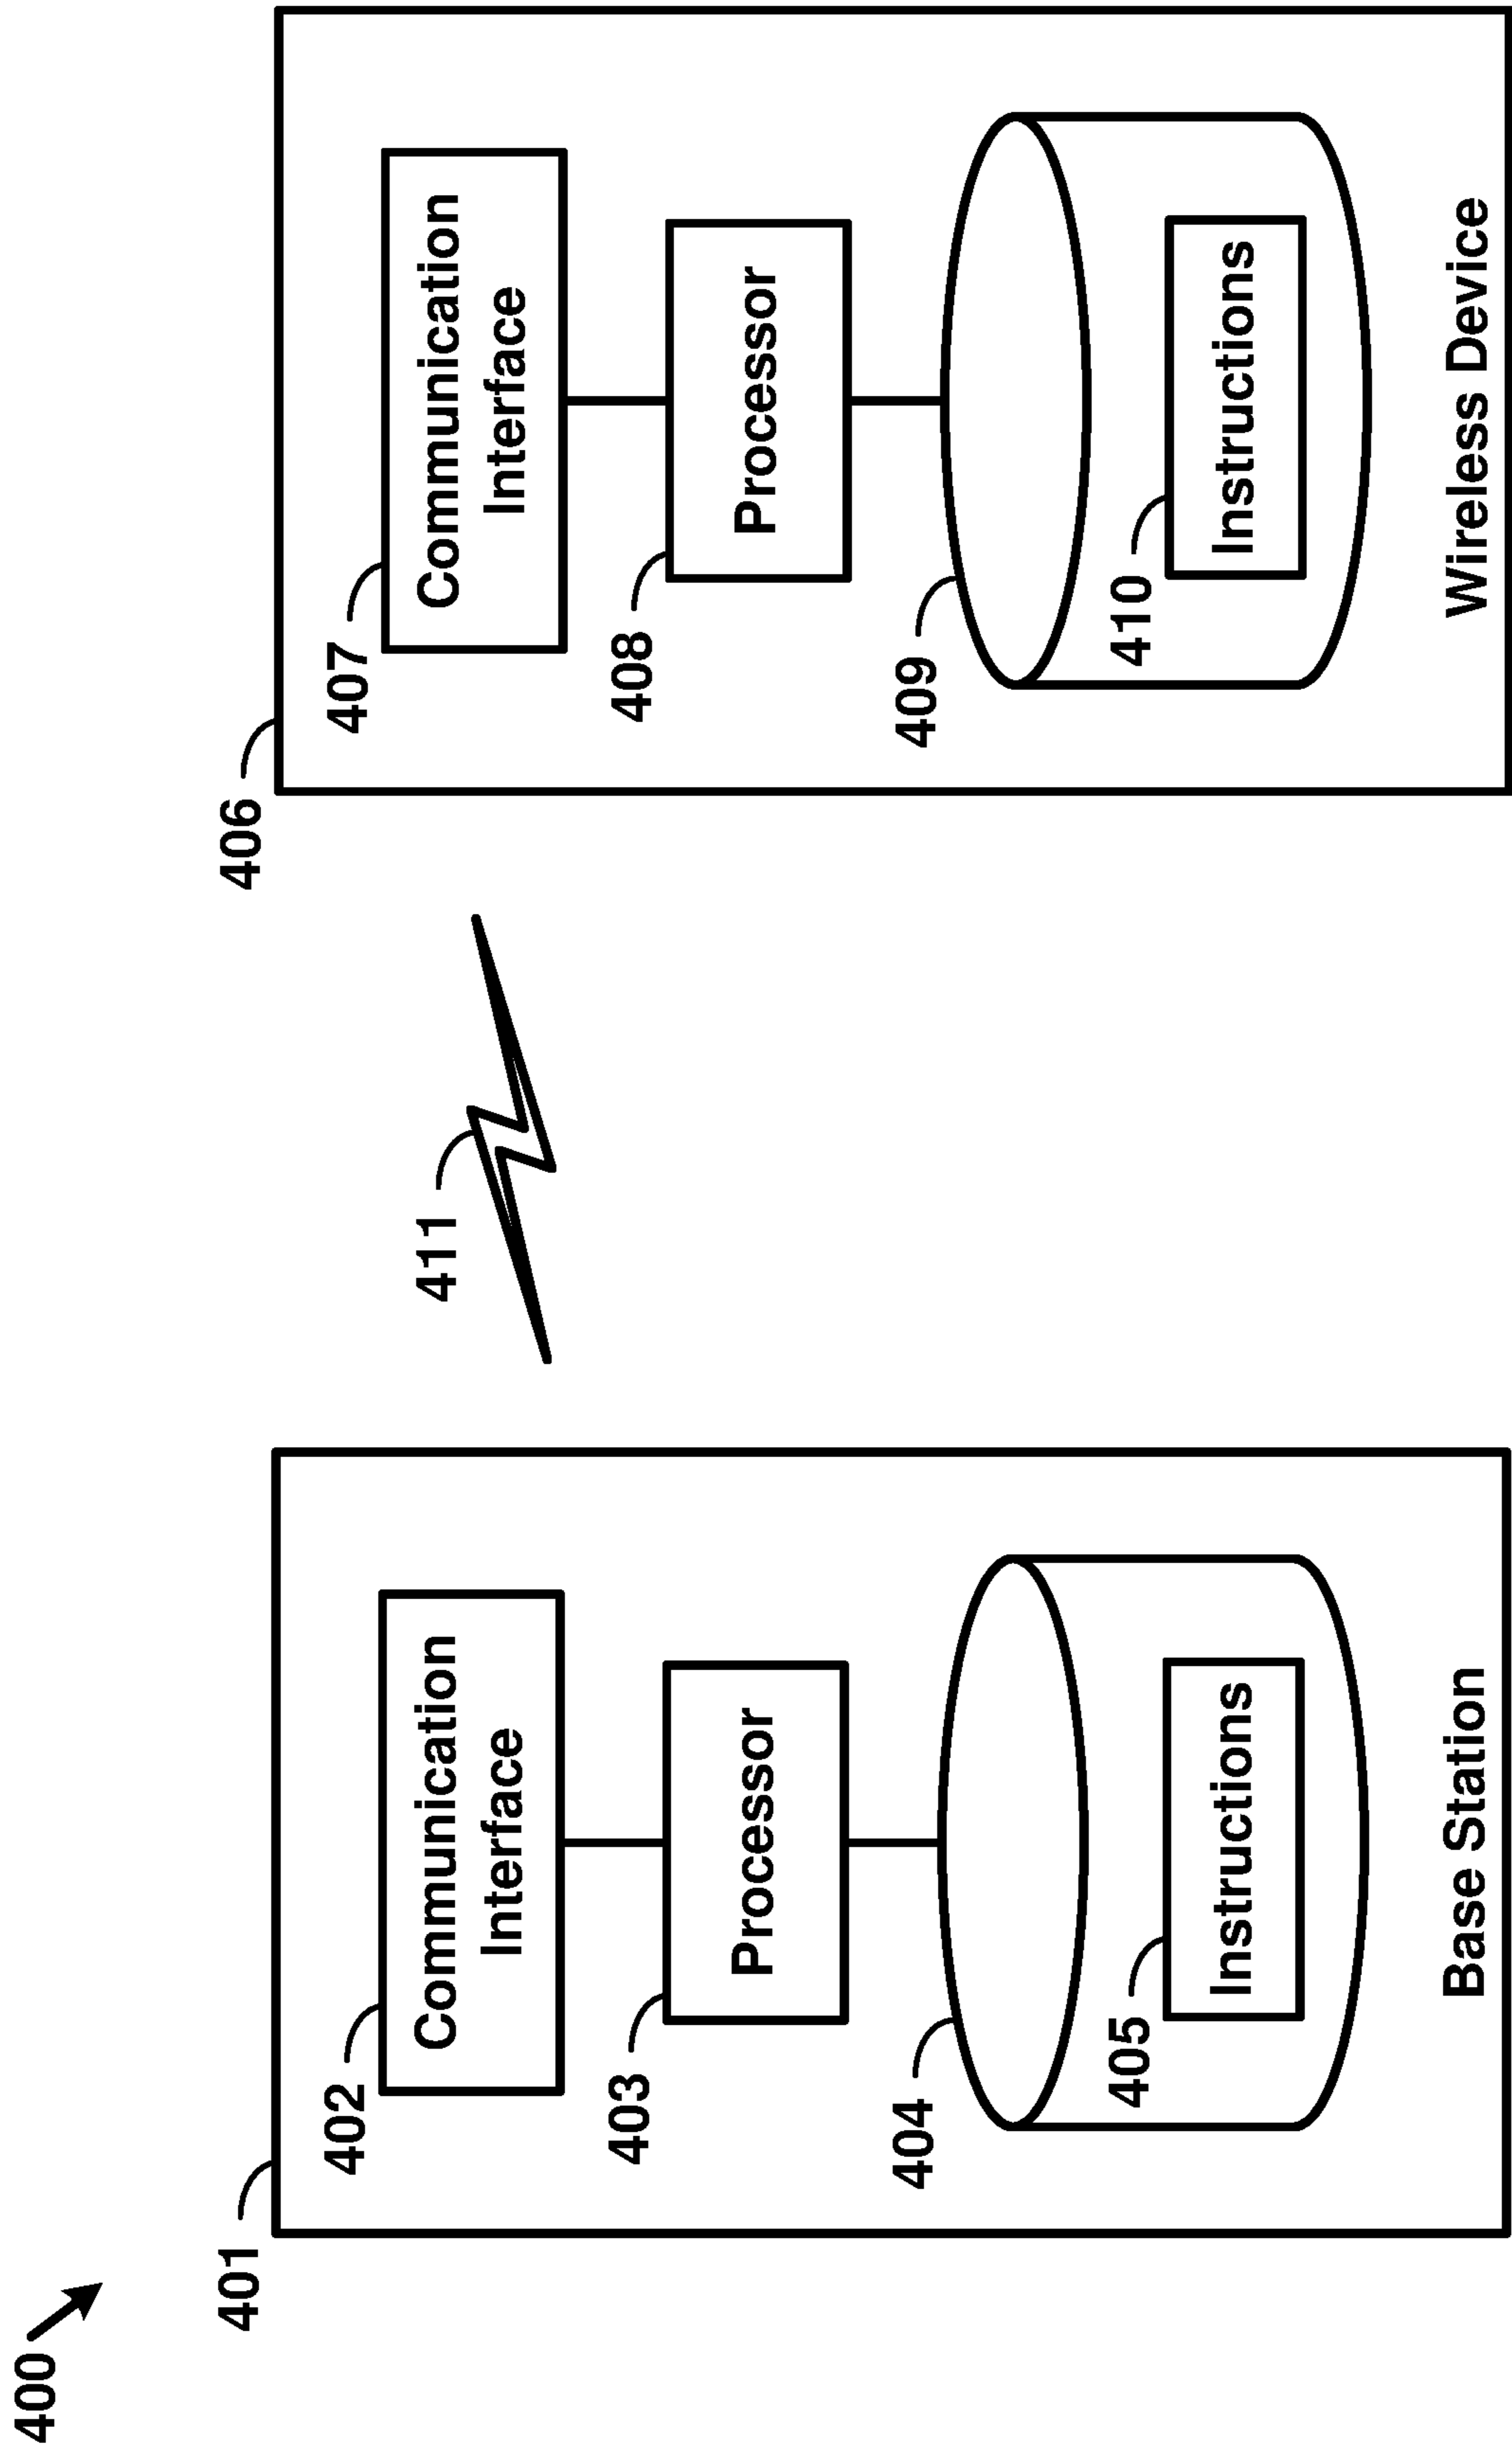 400
401
402
Communication
Interface
403
Processor
404
405
Instructions
Base Station
411
406
407
Communication
Interface
408
Processor
409
410
Instructions
Wireless Device